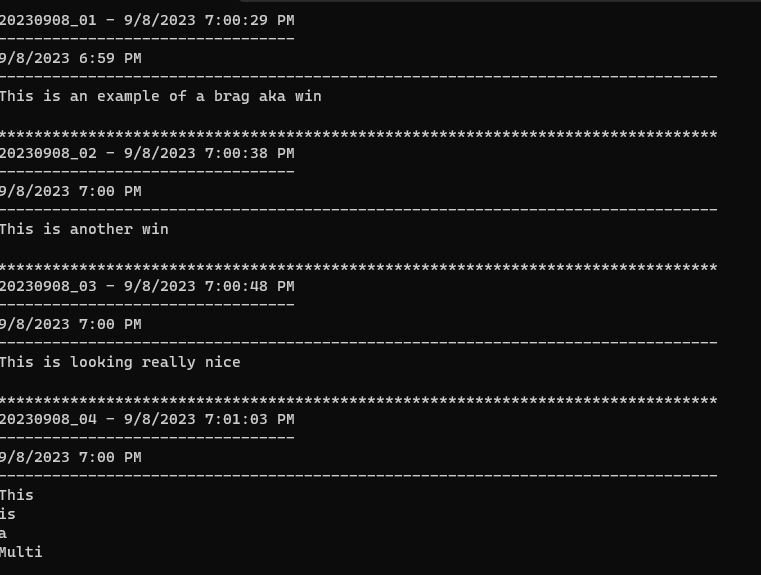 20230908_01 - 9/8/2023 7:00:29 PM
---------------------------------
9/8/2023 6:59 PM
--------------------------------------------------------------------------------
This is an example of a brag aka win

********************************************************************************
20230908_02 - 9/8/2023 7:00:38 PM
---------------------------------
9/8/2023 7:00 PM
--------------------------------------------------------------------------------
This is another win

********************************************************************************
20230908_03 - 9/8/2023 7:00:48 PM
---------------------------------
9/8/2023 7:00 PM
--------------------------------------------------------------------------------
This is looking really nice

********************************************************************************
20230908_04 - 9/8/2023 7:01:03 PM
---------------------------------
9/8/2023 7:00 PM
--------------------------------------------------------------------------------
This
is
a
Multi